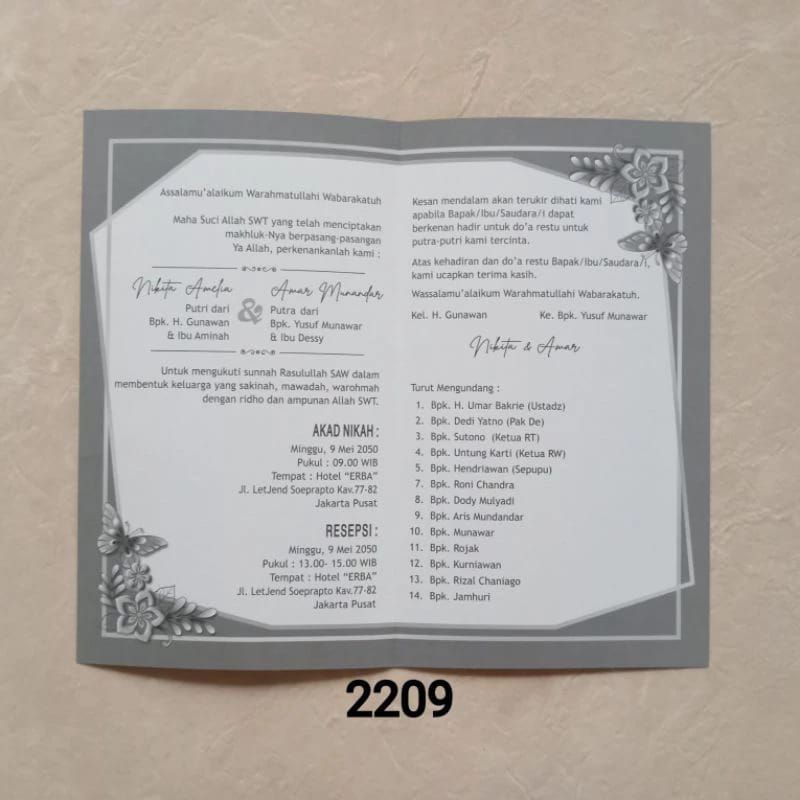 Assalamu'alaikum Warahmatullahi Wabarakatuh
Maha Suci Allah SWT yang telah menciptakan
makhluk-Nya berpasang-pasangan
Ya Allah, perkenankanlah kami :
Nikita Amelia
Putri dari
Bpk. H. Gunawan
& Ibu Aminah
&
Amar Munandar
Putra dari
Bpk. Yusuf Munawar
& Ibu Dessy
Untuk mengukuti sunnah Rasulullah SAW dalam
membentuk keluarga yang sakinah, mawadah, warohmah
dengan ridho dan ampunan Allah SWT.
AKAD NIKAH :
Minggu, 9 Mei 2050
Pukul : 09.00 WIB
Tempat : Hotel "ERBA"
Jl. LetJend Soeprapto Kav.77-82
Jakarta Pusat
RESEPSI :
Minggu, 9 Mei 2050
Pukul : 13.00- 15.00 WIB
Tempat : Hotel "ERBA"
Jl. LetJend Soeprapto Kav.77-82
Jakarta Pusat
Kesan mendalam akan terukir dihati kami
apabila Bapak/Ibu/Saudara/i dapat
berkenan hadir untuk do'a restu untuk
putra-putri kami tercinta.
Atas kehadiran dan do'a restu Bapak/Ibu/Saudara/i,
kami ucapkan terima kasih.
Wassalamu'alaikum Warahmatullahi Wabarakatuh.
Kel. H. Gunawan Ke. Bpk. Yusuf Munawar
Nikita & Amar
Turut Mengundang :
1. Bpk. H. Umar Bakrie (Ustadz)
2. Bpk. Dedi Yatno (Pak De)
3. Bpk. Sutono (Ketua RT)
4. Bpk. Untung Karti (Ketua RW)
5. Bpk. Hendriawan (Sepupu)
7. Bpk. Roni Chandra
8. Bpk. Dody Mulyadi
9. Bpk. Aris Mundandar
10. Bpk. Munawar
11. Bpk. Rojak
12. Bpk. Kurniawan
13. Bpk. Rizal Chaniago
14. Bpk. Jamhuri
2209